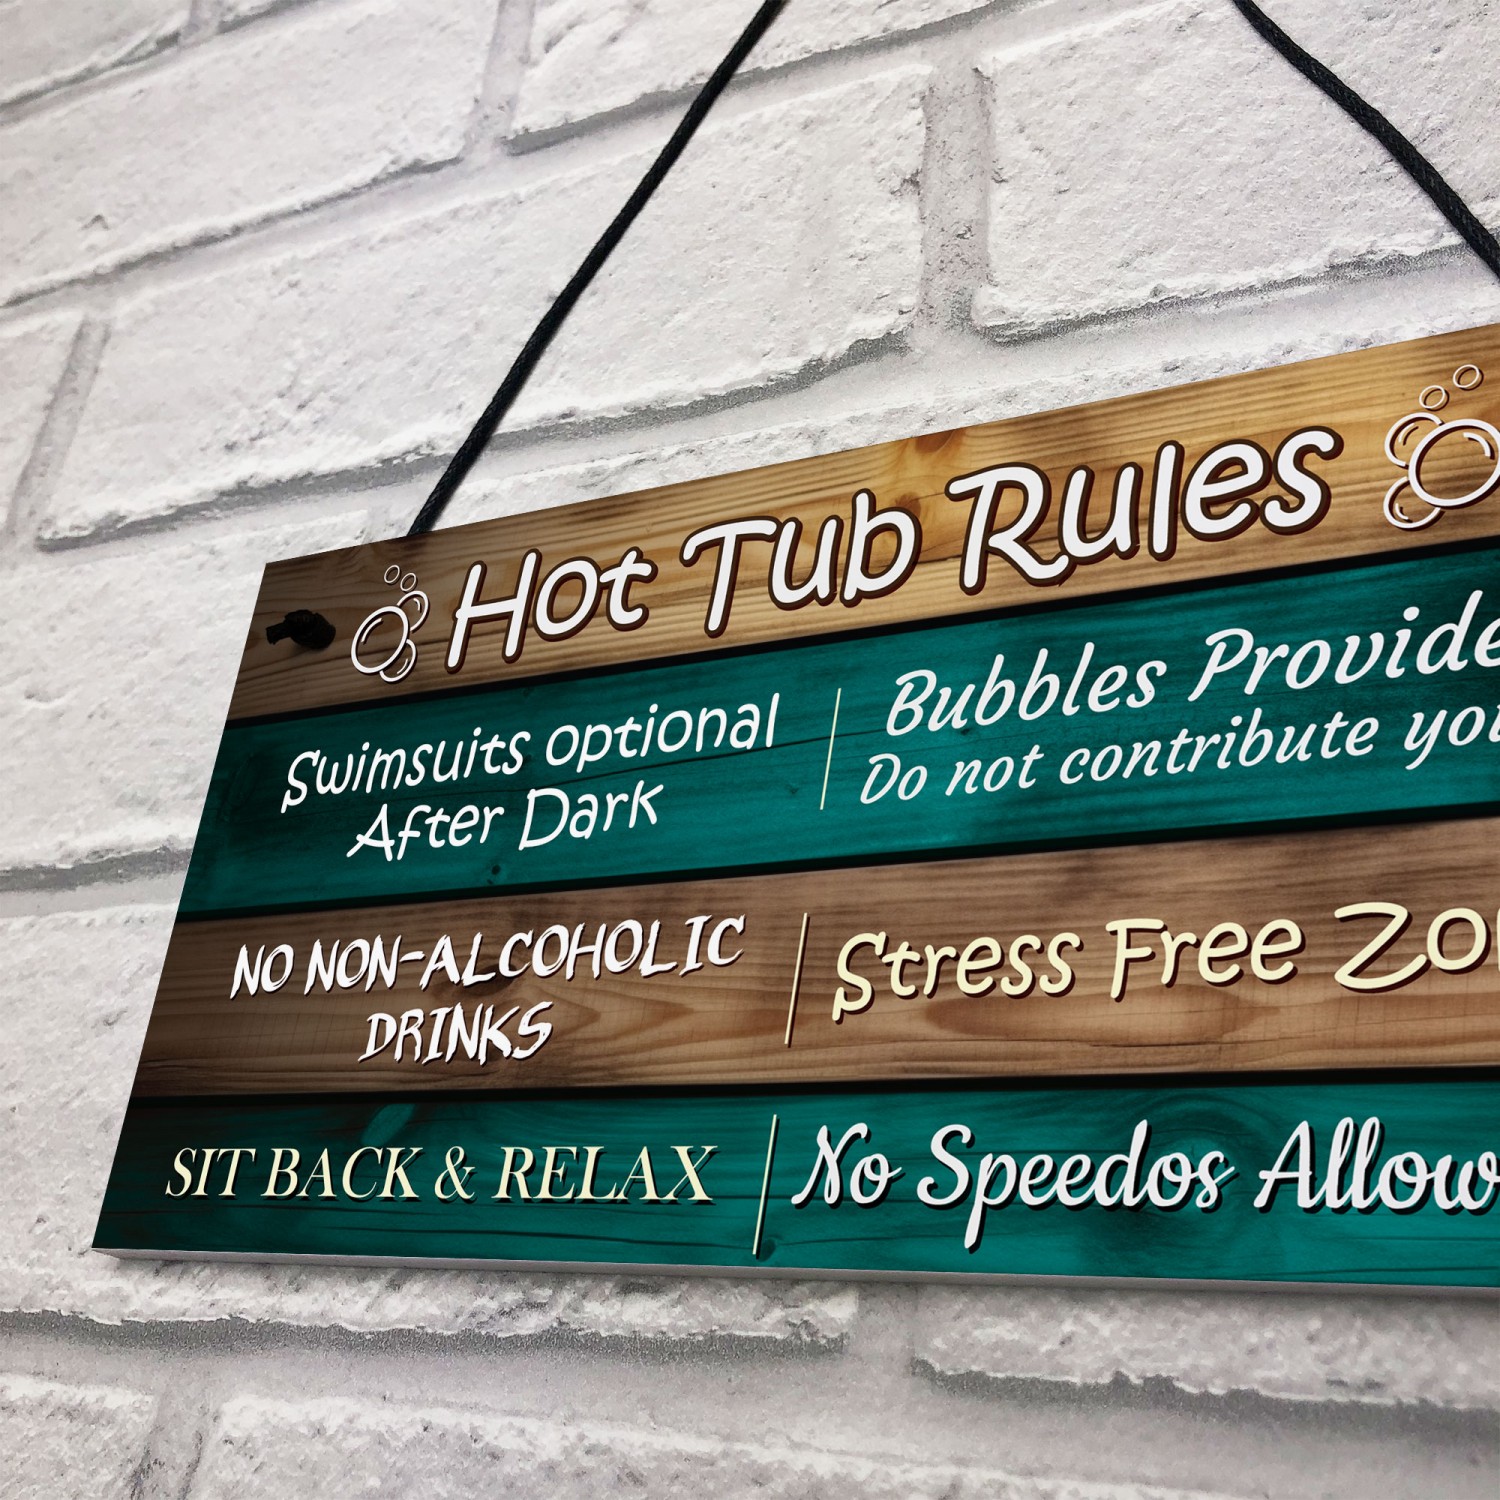 Hot Tub Rules
Swimsuits optional
After Dark
Bubbles Provide
Do not contribute you
NO NON-ALCOHOLIC
DRINKS
Stress Free Zo
SIT BACK & RELAX
No Speedos Allow